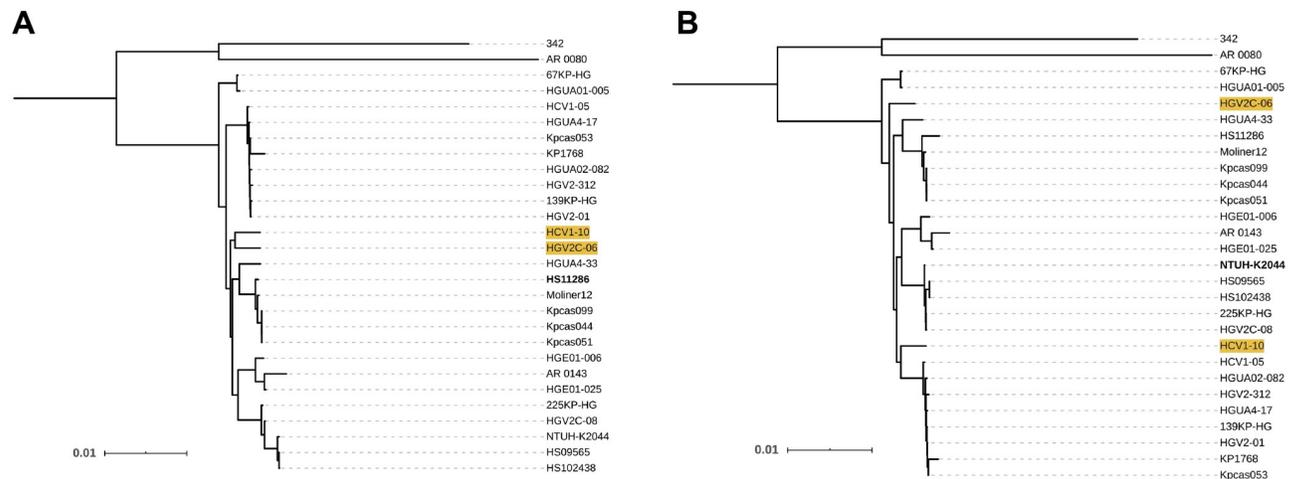 A
342
AR 0080
67KP-HG
HGUA01-005
HCV1-05
HGUA4-17
Kpcas053
KP1768
HGUA02-082
HGV2-312
139KP-HG
HGV2-01
HCV1-10
HGV2C-06
HGUA4-33
HS11286
Moliner12
Kpcas099
Kpcas044
Kpcas051
HGE01-006
AR 0143
HGE01-025
225KP-HG
HGV2C-08
NTUH-K2044
HS09565
HS102438
0.01
B
342
AR 0080
67KP-HG
HGUA01-005
HGV2C-06
HGUA4-33
HS11286
Moliner12
Kpcas099
Kpcas044
Kpcas051
HGE01-006
AR 0143
HGE01-025
NTUH-K2044
HS09565
HS102438
225KP-HG
HGV2C-08
HCV1-10
HCV1-05
HGUA02-082
HGV2-312
HGUA4-17
139KP-HG
HGV2-01
KP1768
Kpcas053
0.01